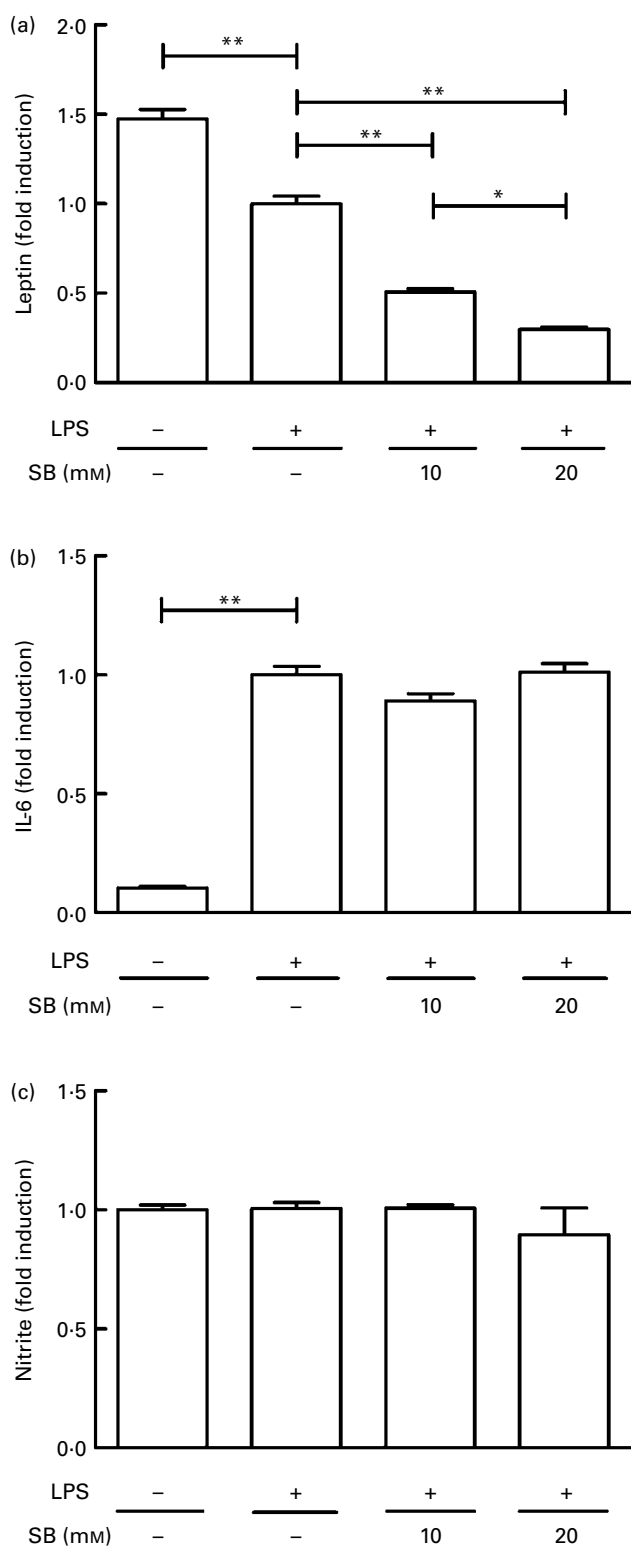 (a)
2·0
**
**
1·5
**
1·0
*
0·5
0·0
Leptin (fold induction)
LPS – + + +
SB (mM) – – 10 20
(b)
1·5
**
1·0
0·5
0·0
IL-6 (fold induction)
LPS – + + +
SB (mM) – – 10 20
(c)
1·5
1·0
0·5
0·0
Nitrite (fold induction)
LPS – + + +
SB (mM) – – 10 20